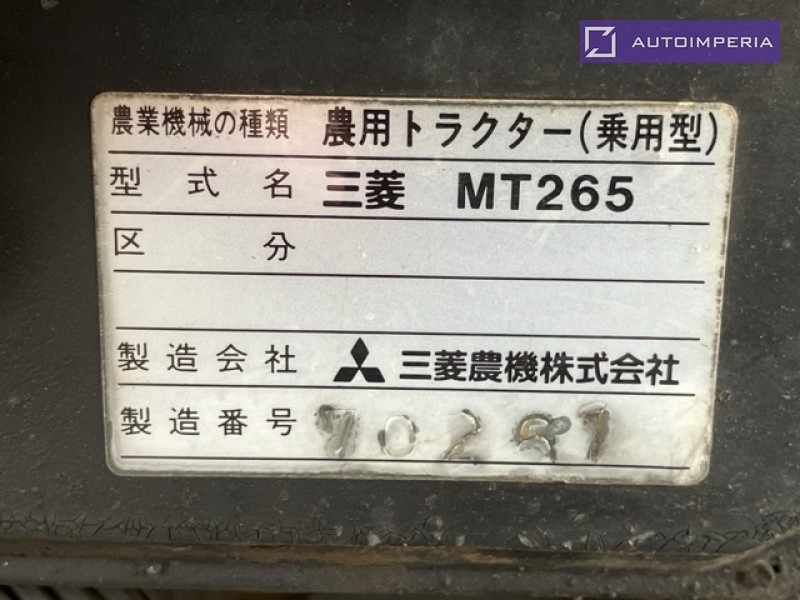 AUTOIMPERIA
農業機械の種類 農用トラクター(乗用型)
型式名 三菱 MT265
区分
製造会社 三菱農機株式会社
製造番号